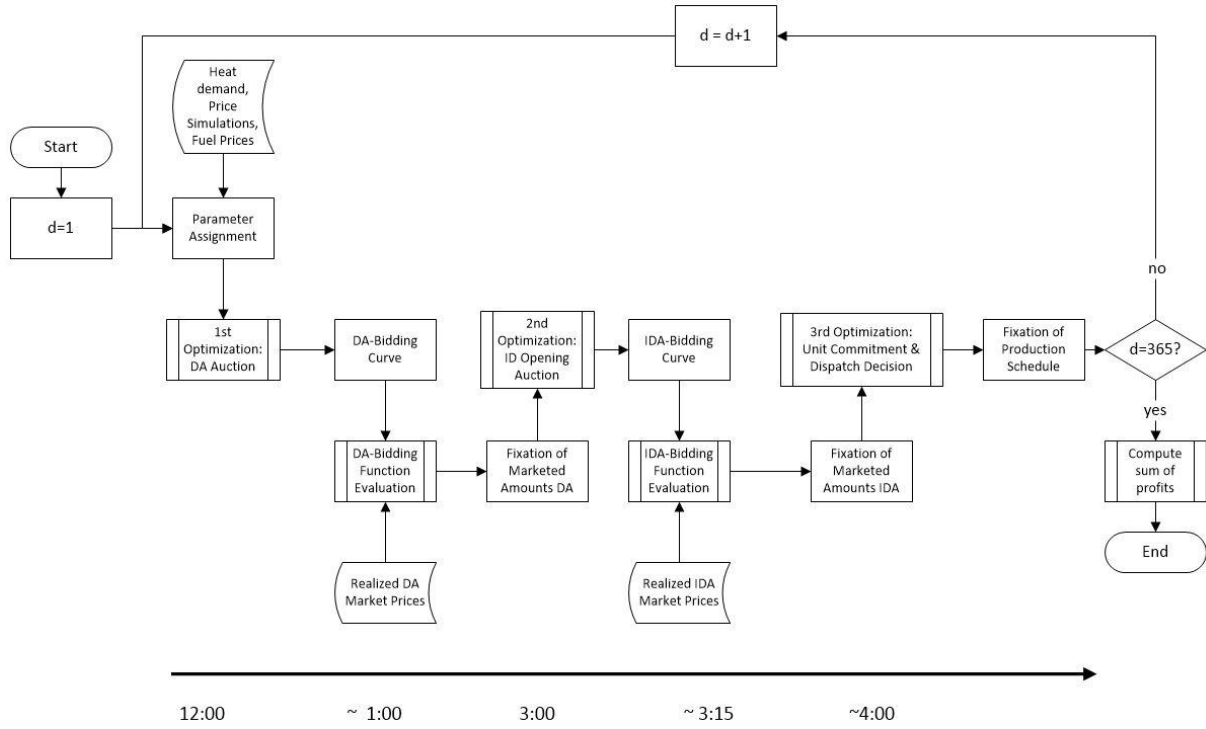 d = d+1
Heat
demand,
Price
Simulations,
Fuel Prices
Start
d=1
Parameter
Assignment
no
1st
Optimization:
DA Auction
DA-Bidding
Curve
2nd
Optimization:
ID Opening
Auction
IDA-Bidding
Curve
3rd Optimization:
Unit Commitment &
Dispatch Decision
Fixation of
Production
Schedule
d=365?
yes
DA-Bidding
Function
Evaluation
Fixation of
Marketed
Amounts DA
IDA-Bidding
Function
Evaluation
Fixation of
Marketed
Amounts IDA
Compute
sum of
profits
End
Realized DA
Market Prices
Realized IDA
Market Prices
12:00 ~ 1:00 3:00 ~ 3:15 ~4:00